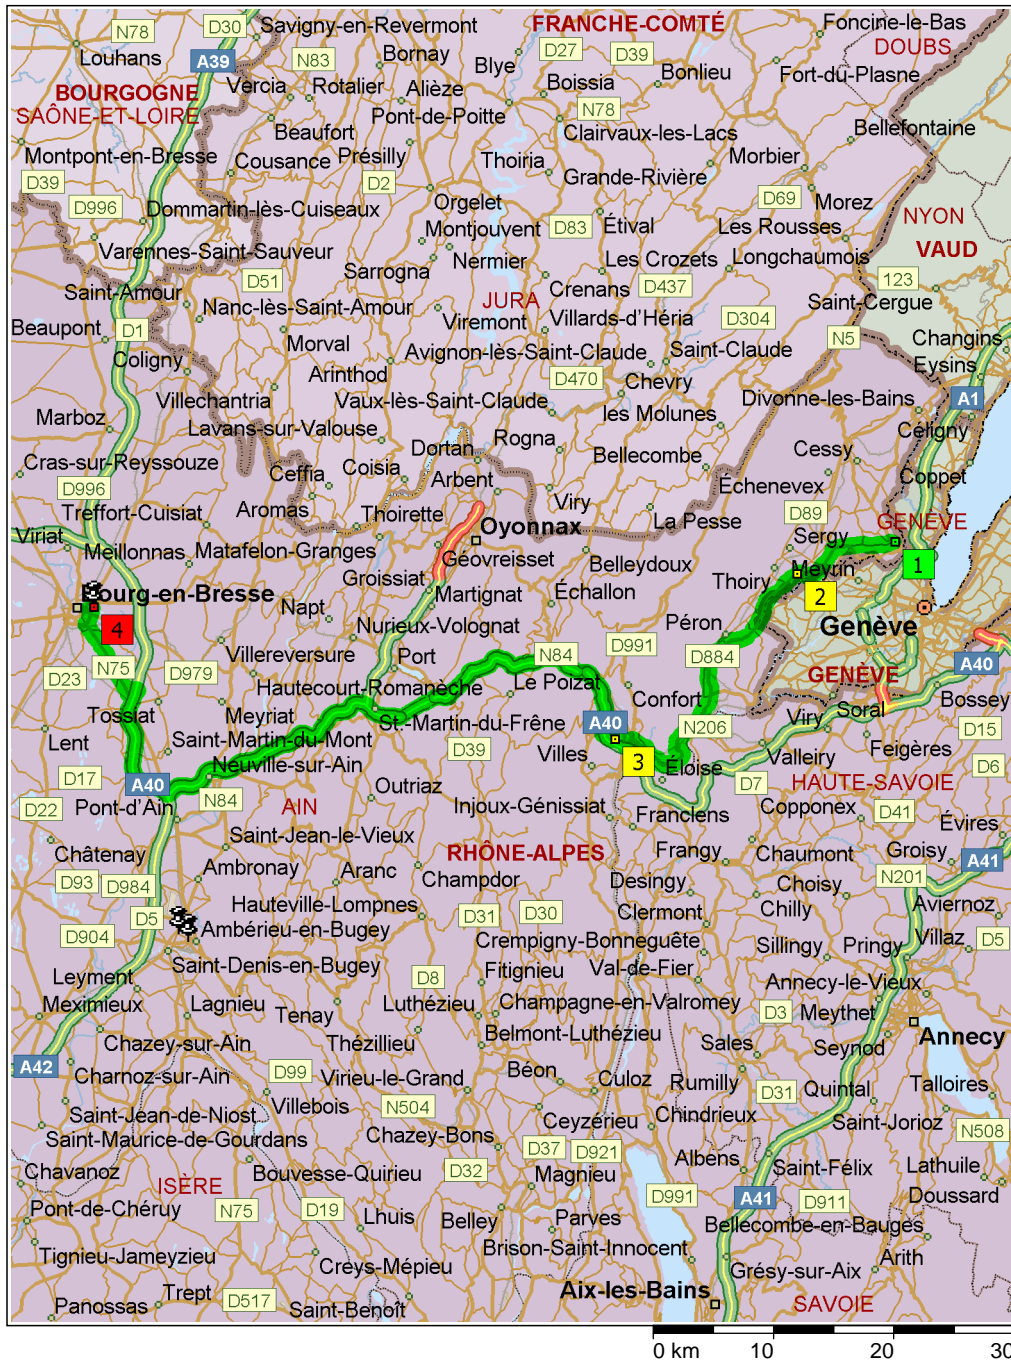 N78
D30
Savigny-en-Revermont
FRANCHE-COMTÉ
Foncine-le-Bas
Louhans
A39
N83
Bornay
D27
D39
DOUBS
Blye
Bonlieu
Fort-du-Plasne
BOURGOGNE
Vercia
Rotalier
Alièze
Boissia
SAÔNE-ET-LOIRE
Pont-de-Poitte
N78
Beaufort
Clairvaux-les-Lacs
Bellefontaine
Montpont-en-Bresse
Cousance
Présilly
Thoiria
Morbier
D39
D2
Grande-Rivière
D996
Dommartin-lès-Cuiseaux
Orgelet
D69
Morez
Montjouvent
D83
Étival
Les Rousses
NYON
Varennes-Saint-Sauveur
Nermier
VAUD
Sarrogna
Les Crozets
Longchaumois
D51
123
Saint-Amour
Crenans
D437
Nanc-lès-Saint-Amour
JURA
Saint-Cergue
Beaupont
D1
Viremont
Villards-d'Héria
D304
N5
Changins
Morval
Avignon-lès-Saint-Claude
Saint-Claude
Coligny
Eysins
Arinthod
D470
Chevry
A1
Villechantria
Vaux-lès-Saint-Claude
les Molunes
Divonne-les-Bains
Marboz
Lavans-sur-Valouse
Rogna
Céligny
Dortan
Bellecombe
Cessy
Cras-sur-Reyssouze
Ceffia
Coisia
Coppet
D996
Arbent
Échenevex
Viry
Treffort-Cuisiat
Aromas
Thoirette
La Pesse
D89
GENÈVE
Oyonnax
Viriat
Sergy
Meillonnas
Matafelon-Granges
Géovreisset
Belleydoux
1
Groissiat
Thoiry
Meyrin
Bourg-en-Bresse
Martignat
Échallon
2
Napt
4
Nurieux-Volognat
Péron
Genève
D991
Villereversure
Port
N84
D884
A40
N75
D979
D23
Hautecourt-Romanèche
Le Poizat
Confort
GENÈVE
Bossey
Tossiat
Meyriat
St.-Martin-du-Frêne
A40
N206
Viry
Soral
D15
Lent
Saint-Martin-du-Mont
D39
Villes
3
Valleiry
Feigères
Neuville-sur-Ain
Éloise
D6
D17
A40
Outriaz
D7
HAUTE-SAVOIE
D22
Pont-d'Ain
N84
AIN
Injoux-Génissiat
Franclens
Copponex
D41
Évires
Saint-Jean-le-Vieux
Châtenay
RHÔNE-ALPES
Frangy
Chaumont
Groisy
A41
Ambronay
Aranc
Champdor
Desingy
Choisy
N201
D93
D984
Hauteville-Lompnes
Chilly
Aviernoz
D5
D31
D30
Clermont
D904
Ambérieu-en-Bugey
Crempigny-Bonneguête
Sillingy
Pringy
Villaz
D5
Leyment
Saint-Denis-en-Bugey
Fitignieu
Val-de-Fier
D8
Annecy-le-Vieux
Meximieux
Lagnieu
Luthézieu
Champagne-en-Valromey
Tenay
D3
Meythet
Chazey-sur-Ain
Thézillieu
Belmont-Luthézieu
Sales
Seynod
Annecy
A42
D99
Béon
Culoz
Charnoz-sur-Ain
Virieu-le-Grand
Rumilly
D31
Quintal
Talloires
Villebois
N504
Saint-Jean-de-Niost
Ceyzérieu
Chindrieux
Saint-Jorioz
N508
Saint-Maurice-de-Gourdans
Chazey-Bons
D37
D921
Albens
Chavanoz
Bouvesse-Quirieu
D32
Magnieu
Saint-Félix
Lathuile
ISÈRE
D991
A41
D911
Doussard
Pont-de-Chéruy
N75
D19
Lhuis
Belley
Parves
Bellecombe-en-Bauges
Tignieu-Jameyzieu
Brison-Saint-Innocent
Arith
Creys-Mépieu
Grésy-sur-Aix
Panossas
Trept
D517
Saint-Benoît
Aix-les-Bains
SAVOIE
0 km
10
20
30